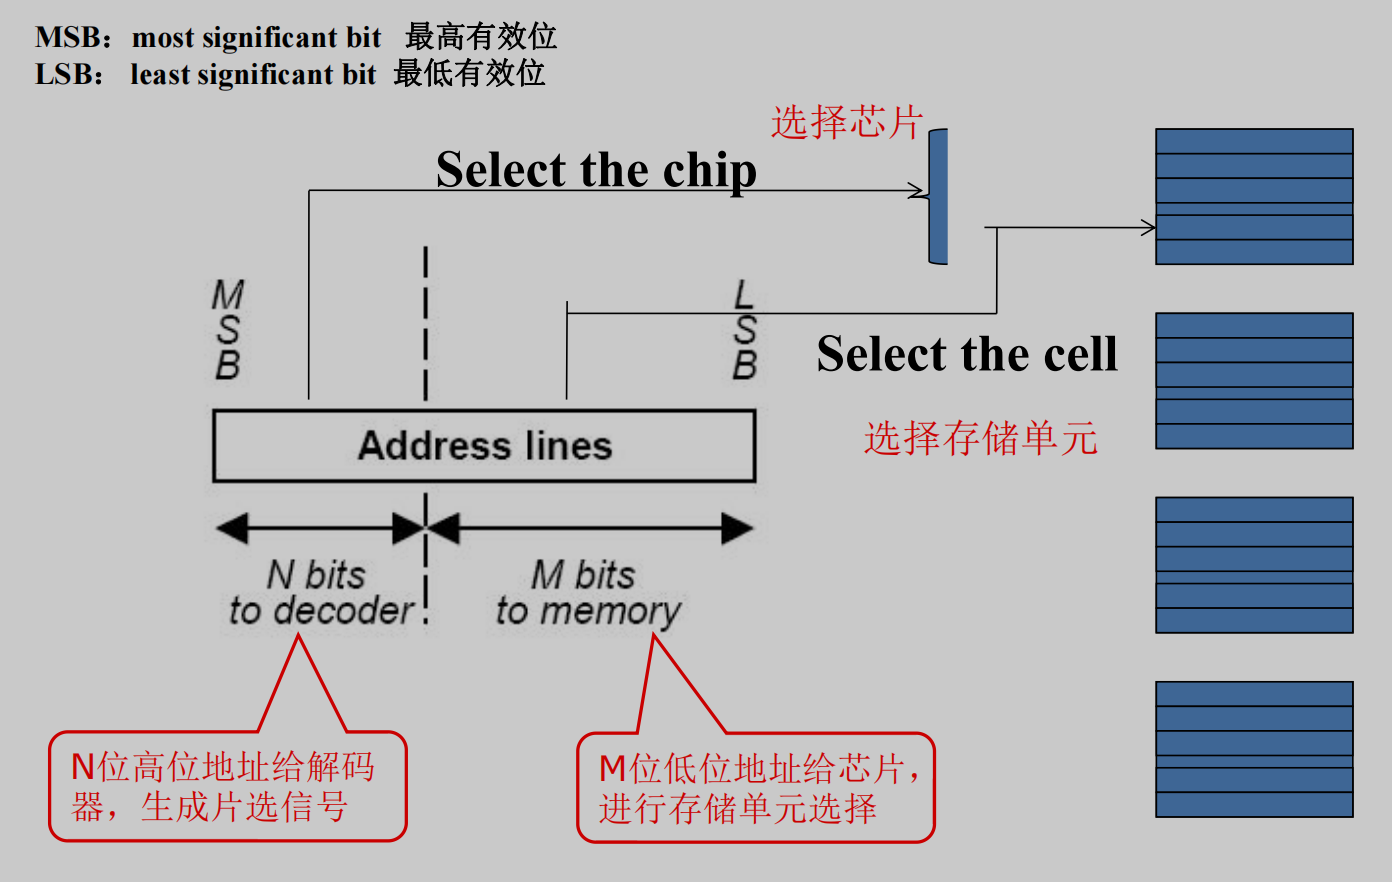 MSB：most significant bit 最高有效位
LSB： least significant bit 最低有效位
选择芯片
Select the chip
M
S
B
L
S
B
Select the cell
选择存储单元
Address lines
N bits
to decoder
M bits
to memory
N位高位地址给解码
器，生成片选信号
M位低位地址给芯片，
进行存储单元选择